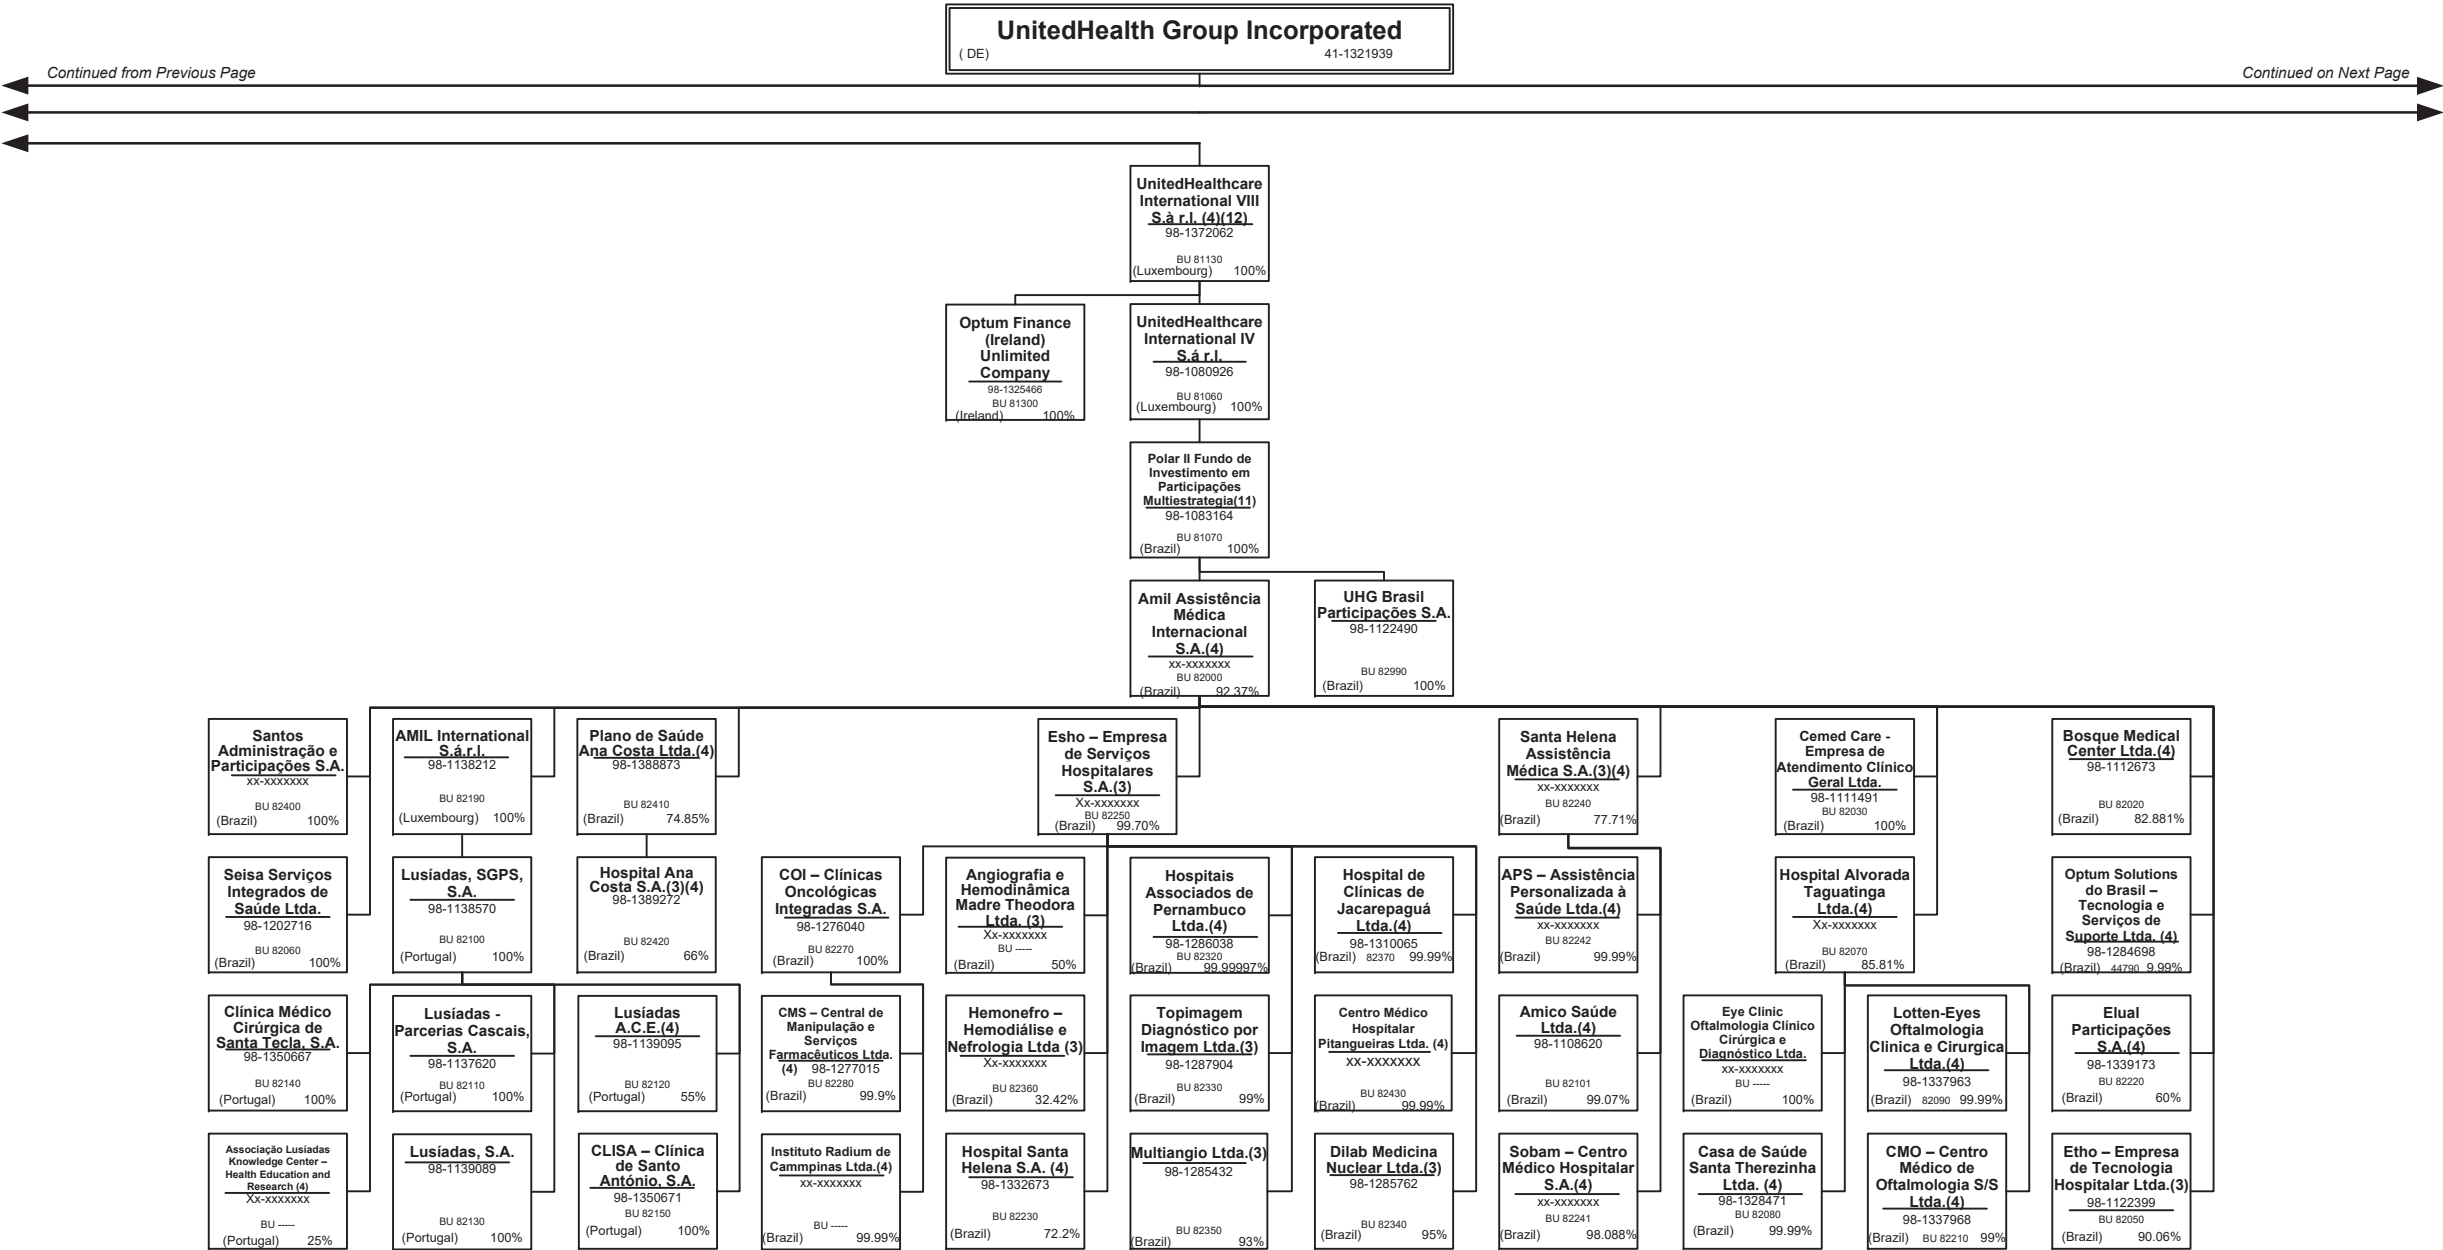 UnitedHealth Group Incorporated
( DE) 41-1321939
Continued from Previous Page
Continued on Next Page
UnitedHealthcare
International VIII
S.à r.l. (4)(12)
98-1372062
BU 81130
(Luxembourg) 100%
Optum Finance
(Ireland)
Unlimited
Company
98-1325466
BU 81300
(Ireland) 100%
UnitedHealthcare
International IV
S.á r.l.
98-1080926
BU 81060
(Luxembourg) 100%
Polar II Fundo de
Investimento em
Participações
Multiestrategia(11)
98-1083164
BU 81070
(Brazil) 100%
Amil Assistência
Médica
Internacional
S.A.(4)
xx-xxxxxxx
BU 82000
(Brazil) 92.37%
UHG Brasil
Participações S.A.
98-1122490
BU 82990
(Brazil) 100%
Santos
Administração e
Participações S.A.
xx-xxxxxxx
BU 82400
(Brazil) 100%
AMIL International
S.á.r.l.
98-1138212
BU 82190
(Luxembourg) 100%
Plano de Saúde
Ana Costa Ltda.(4)
98-1388873
BU 82410
(Brazil) 74.85%
Esho – Empresa
de Serviços
Hospitalares
S.A.(3)
Xx-xxxxxxx
BU 82250
(Brazil) 99.70%
Santa Helena
Assistência
Médica S.A.(3)(4)
xx-xxxxxxx
BU 82240
(Brazil) 77.71%
Cemed Care -
Empresa de
Atendimento Clínico
Geral Ltda.
98-1111491
BU 82030
(Brazil) 100%
Bosque Medical
Center Ltda.(4)
98-1112673
BU 82020
(Brazil) 82.881%
Seisa Serviços
Integrados de
Saúde Ltda.
98-1202716
BU 82060
(Brazil) 100%
Lusíadas, SGPS,
S.A.
98-1138570
BU 82100
(Portugal) 100%
Hospital Ana
Costa S.A.(3)(4)
98-1389272
BU 82420
(Brazil) 66%
COI – Clínicas
Oncológicas
Integradas S.A.
98-1276040
BU 82270
(Brazil) 100%
Angiografia e
Hemodinâmica
Madre Theodora
Ltda. (3)
Xx-xxxxxxx
BU -----
(Brazil) 50%
Hospitais
Associados de
Pernambuco
Ltda.(4)
98-1286038
BU 82320
(Brazil) 99.99997%
Hospital de
Clínicas de
Jacarepaguá
Ltda.(4)
98-1310065
(Brazil) 82370 99.99%
APS – Assistência
Personalizada à
Saúde Ltda.(4)
xx-xxxxxxx
BU 82242
(Brazil) 99.99%
Hospital Alvorada
Taguatinga
Ltda.(4)
Xx-xxxxxxx
BU 82070
(Brazil) 85.81%
Optum Solutions
do Brasil –
Tecnologia e
Serviços de
Suporte Ltda. (4)
98-1284698
(Brazil) 44790 9.99%
Clínica Médico
Cirúrgica de
Santa Tecla, S.A.
98-1350667
BU 82140
(Portugal) 100%
Lusíadas -
Parcerias Cascais,
S.A.
98-1137620
BU 82110
(Portugal) 100%
Lusíadas
A.C.E.(4)
98-1139095
BU 82120
(Portugal) 55%
CMS – Central de
Manipulação e
Serviços
Farmacêuticos Ltda.
(4) 98-1277015
BU 82280
(Brazil) 99.9%
Hemonefro –
Hemodiálise e
Nefrologia Ltda (3)
Xx-xxxxxxx
BU 82360
(Brazil) 32.42%
Topimagem
Diagnóstico por
Imagem Ltda.(3)
98-1287904
BU 82330
(Brazil) 99%
Centro Médico
Hospitalar
Pitangueiras Ltda. (4)
xx-xxxxxxx
BU 82430
(Brazil) 99.99%
Amico Saúde
Ltda.(4)
98-1108620
BU 82101
(Brazil) 99.07%
Eye Clinic
Oftalmologia Clínico
Cirúrgica e
Diagnóstico Ltda.
xx-xxxxxxx
BU -----
(Brazil) 100%
Lotten-Eyes
Oftalmologia
Clinica e Cirurgica
Ltda.(4)
98-1337963
(Brazil) 82090 99.99%
Elual
Participações
S.A.(4)
98-1339173
BU 82220
(Brazil) 60%
Associação Lusíadas
Knowledge Center –
Health Education and
Research (4)
Xx-xxxxxxx
BU -----
(Portugal) 25%
Lusíadas, S.A.
98-1139089
BU 82130
(Portugal) 100%
CLISA – Clínica
de Santo
António, S.A.
98-1350671
BU 82150
(Portugal) 100%
Instituto Radium de
Cammpinas Ltda.(4)
xx-xxxxxxx
BU -----
(Brazil) 99.99%
Hospital Santa
Helena S.A. (4)
98-1332673
BU 82230
(Brazil) 72.2%
Multiangio Ltda.(3)
98-1285432
BU 82350
(Brazil) 93%
Dilab Medicina
Nuclear Ltda.(3)
98-1285762
BU 82340
(Brazil) 95%
Sobam – Centro
Médico Hospitalar
S.A.(4)
xx-xxxxxxx
BU 82241
(Brazil) 98.088%
Casa de Saúde
Santa Therezinha
Ltda. (4)
98-1328471
BU 82080
(Brazil) 99.99%
CMO – Centro
Médico de
Oftalmologia S/S
Ltda.(4)
98-1337968
(Brazil) BU 82210 99%
Etho – Empresa
de Tecnologia
Hospitalar Ltda.(3)
98-1122399
BU 82050
(Brazil) 90.06%